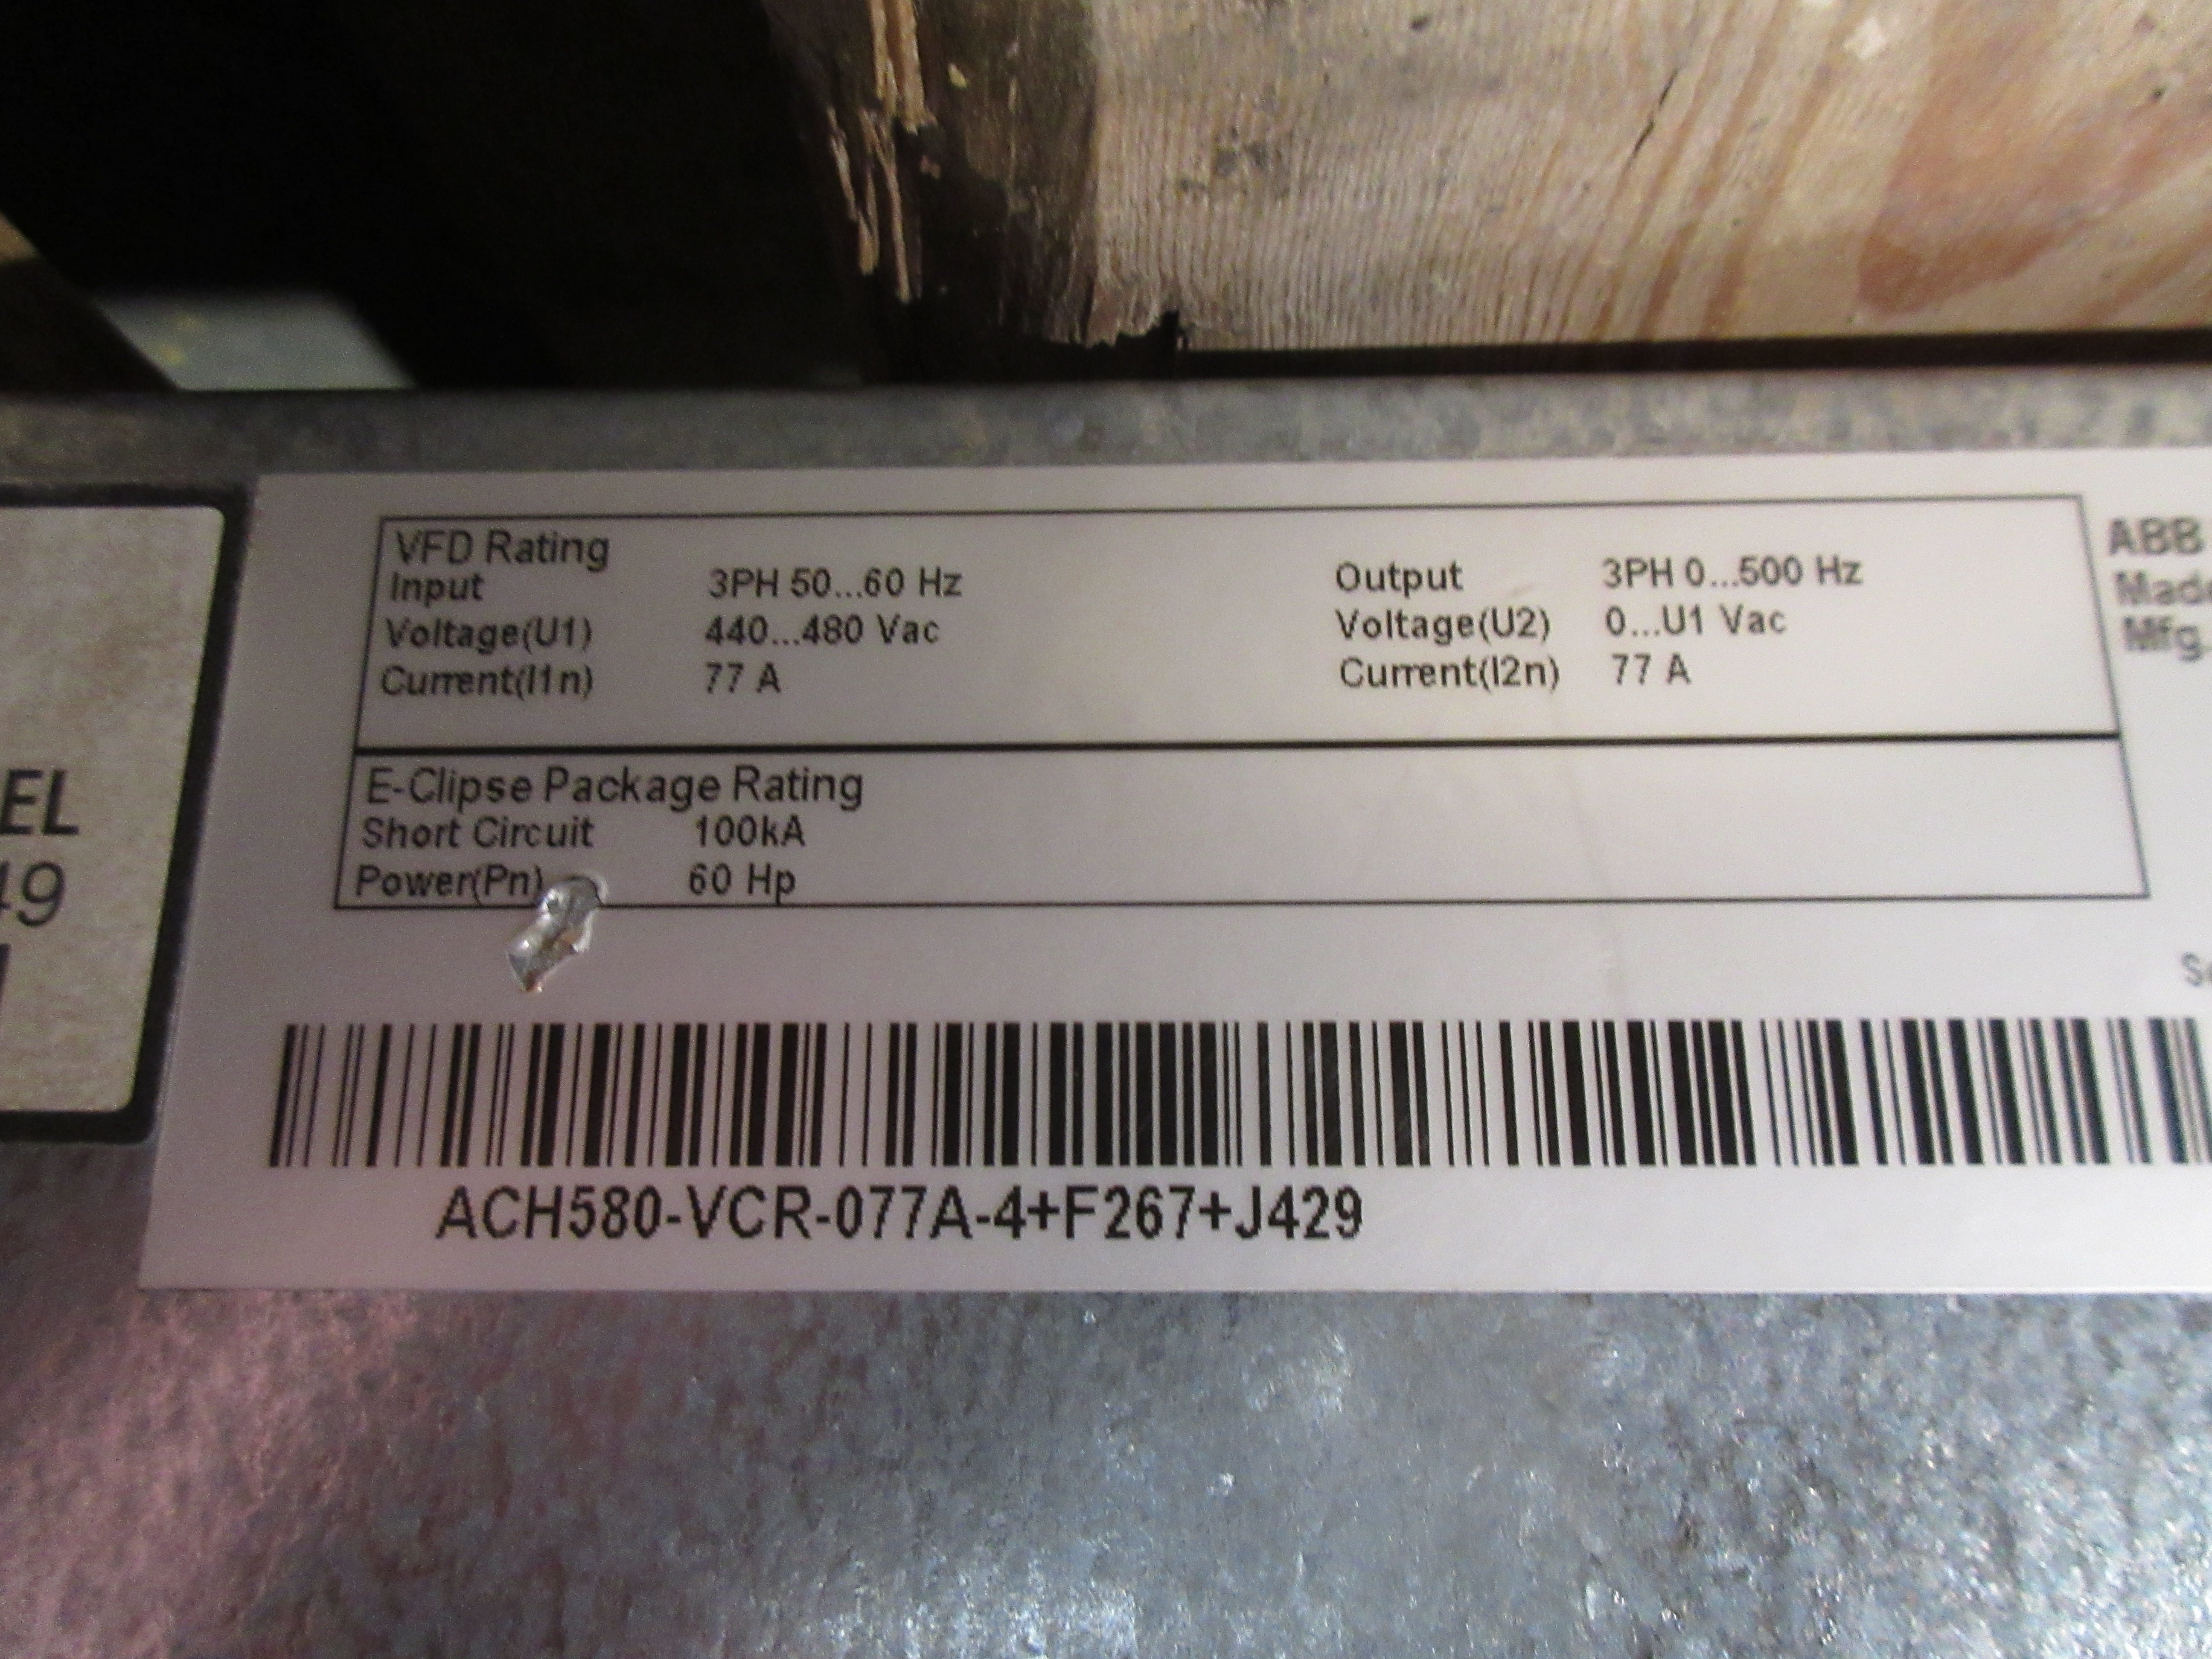 VFD Rating
Input 3PH 50...60 Hz Output 3PH 0...500 Hz
Voltage(U1) 440...480 Vac Voltage(U2) 0...U1 Vac
Current(I1n) 77 A Current(I2n) 77 A
E-Clipse Package Rating
Short Circuit 100kA
Power(Pn) 60 Hp
ACH580-VCR-077A-4+F267+J429
ABB
Mfg.
EL
49